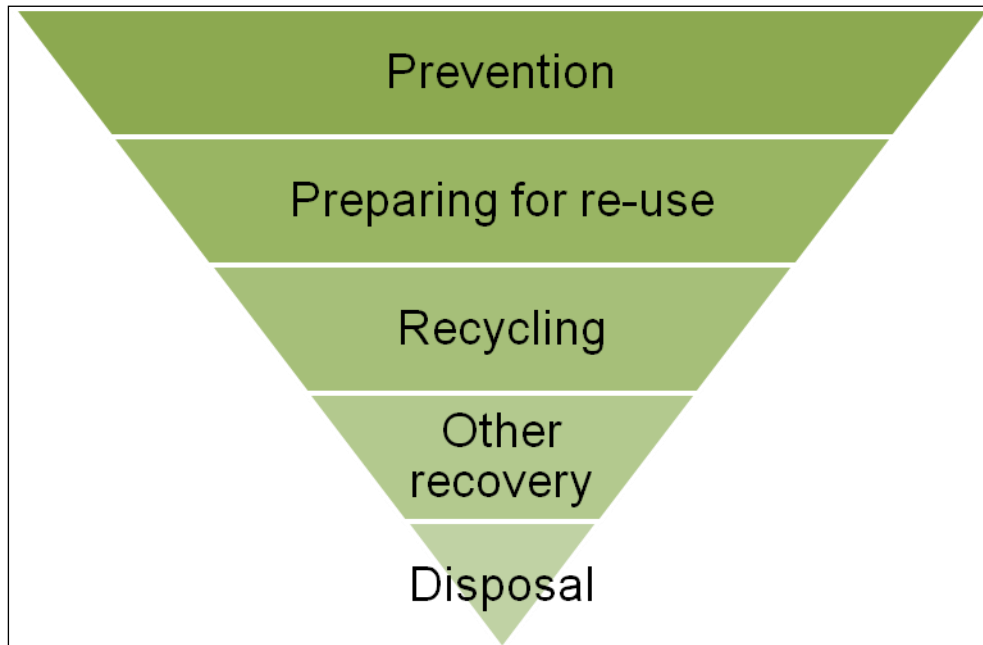 Prevention
Preparing for re-use
Recycling
Other
recovery
Disposal